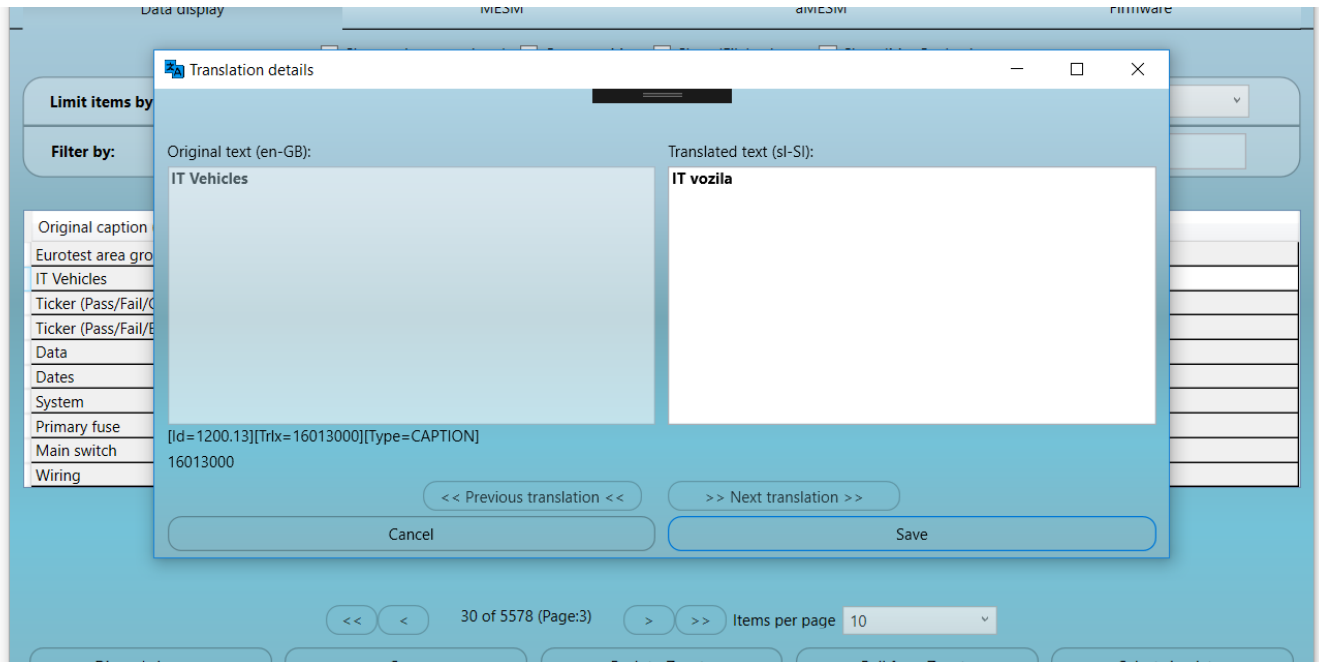 Data display MESM aMESM Firmware
Translation details
Limit items by
Filter by:
Original text (en-GB): Translated text (sl-SI):
IT Vehicles IT vozila
Original caption
Eurotest area gro
IT Vehicles
Ticker (Pass/Fail/
Ticker (Pass/Fail/
Data
Dates
System
Primary fuse
Main switch
Wiring
[Id=1200.13][Trlx=16013000][Type=CAPTION]
16013000
<< Previous translation << >> Next translation >>
Cancel Save
<< < 30 of 5578 (Page:3) > >> Items per page 10